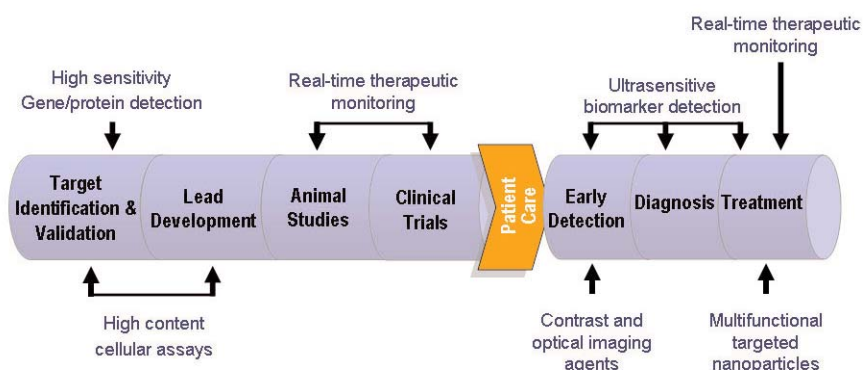 Real-time therapeutic
monitoring
High sensitivity
Gene/protein detection
Real-time therapeutic
monitoring
Ultrasensitive
biomarker detection
Target
Identification &
Validation
Lead
Development
Animal
Studies
Clinical
Trials
Patient
Care
Early
Detection
Diagnosis
Treatment
High content
cellular assays
Contrast and
optical imaging
agents
Multifunctional
targeted
nanoparticles